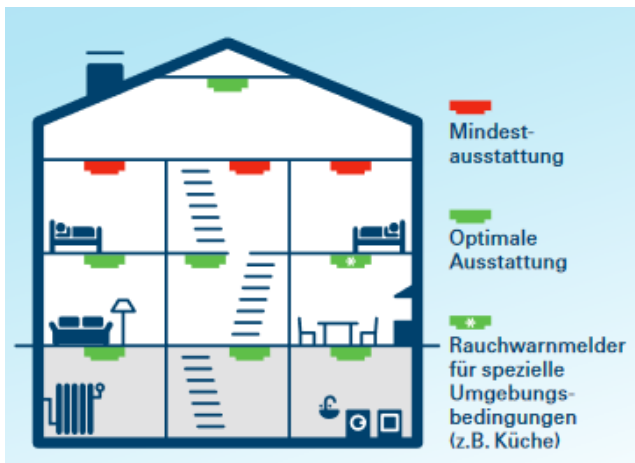 Mindest-
ausstattung
Optimale
Ausstattung
Rauchwarnmelder
für spezielle
Umgebungs-
bedingungen
(z.B. Küche)